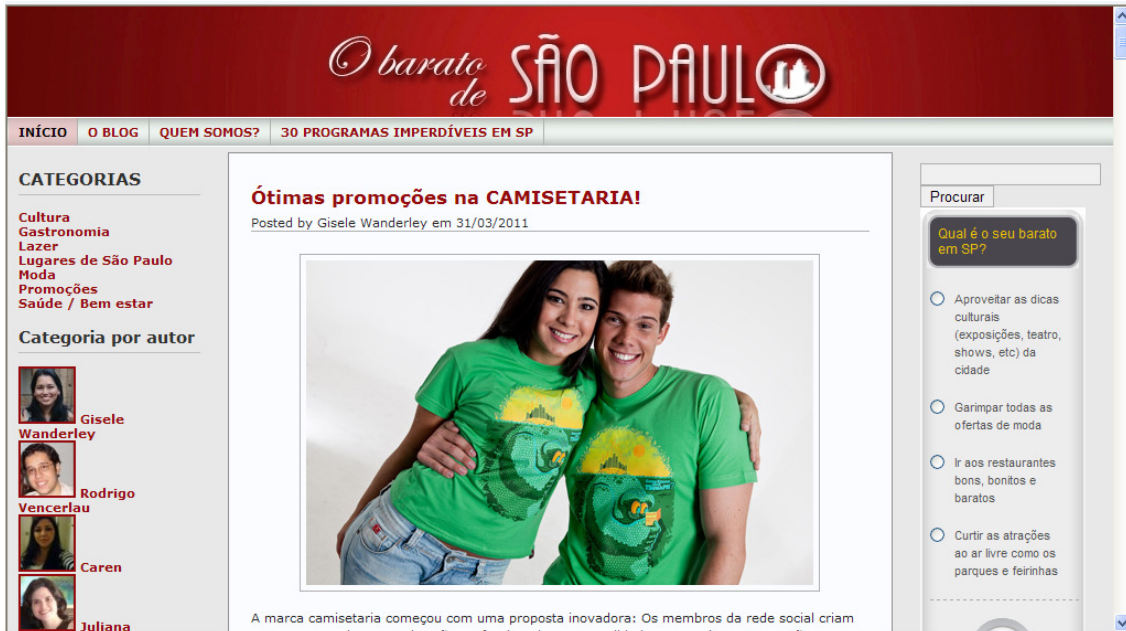 O barato
de SÃO PAULO
INÍCIO O BLOG QUEM SOMOS? 30 PROGRAMAS IMPERDÍVEIS EM SP
CATEGORIAS
Cultura
Gastronomia
Lazer
Lugares de São Paulo
Moda
Promoções
Saúde / Bem estar
Categoria por autor
Gisele
Wanderley
Rodrigo
Vencerlau
Caren
Juliana
Ótimas promoções na CAMISETARIA!
Posted by Gisele Wanderley em 31/03/2011
A marca camisetaria começou com uma proposta inovadora: Os membros da rede social criam
Procurar
Qual é o seu barato
em SP?
Aproveitar as dicas
culturais
(exposições, teatro,
shows, etc) da
cidade
Garimpar todas as
ofertas de moda
Ir aos restaurantes
bons, bonitos e
baratos
Curtir as atrações
ao ar livre como os
parques e feirinhas